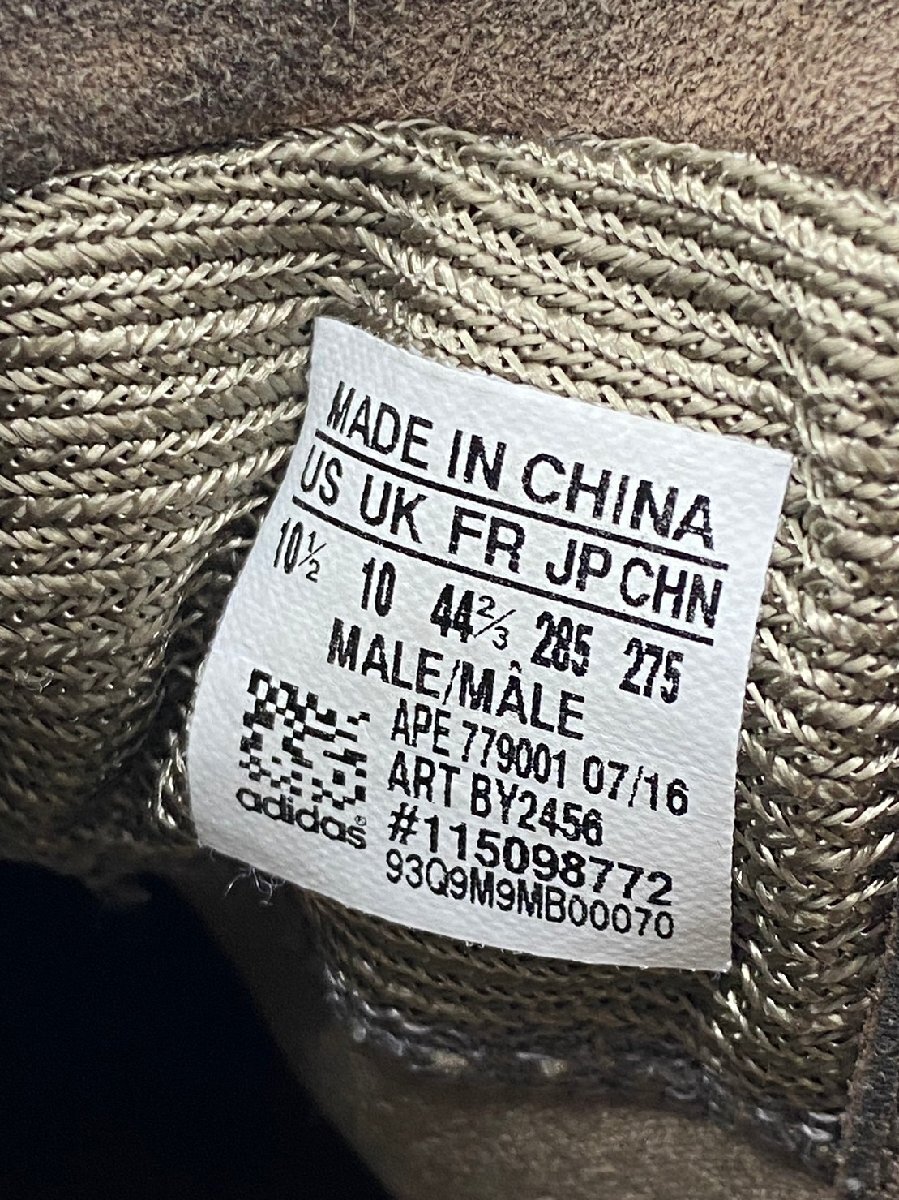 MADE IN CHINA
US UK FR JP CHN
10½ 10 44⅔ 285 275
MALE/MÂLE
APE 779001 07/16
ART BY2456
#115098772
93Q9M9MB00070
adidas®